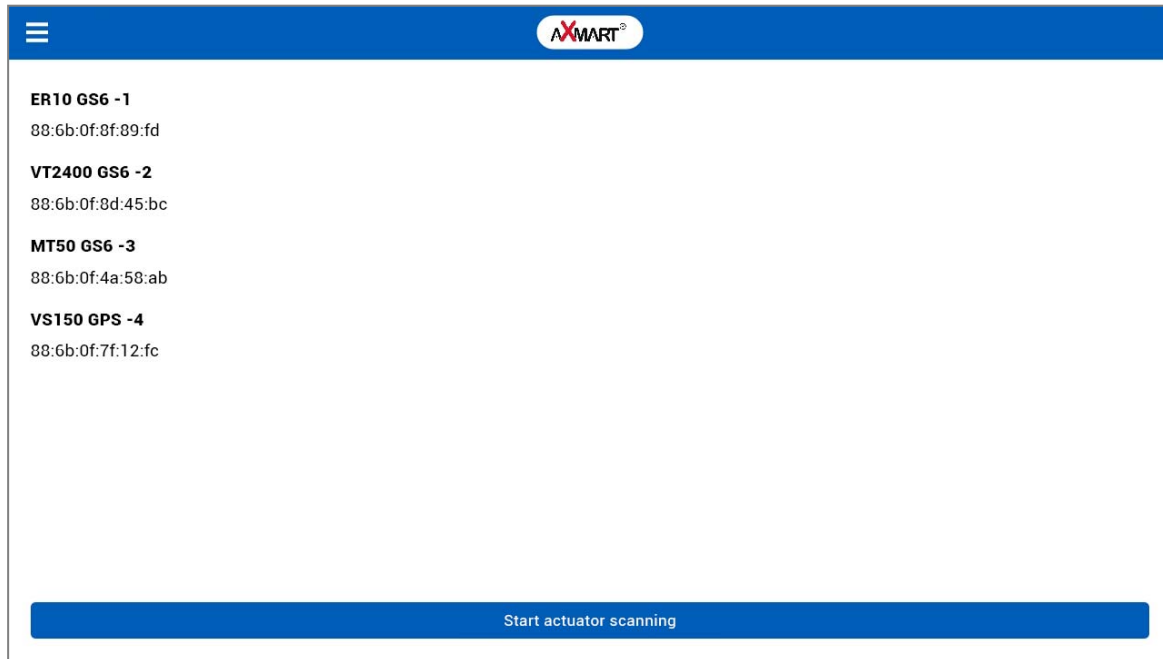 AXMART®
ER10 GS6 -1
88:6b:0f:8f:89:fd
VT2400 GS6 -2
88:6b:0f:8d:45:bc
MT50 GS6 -3
88:6b:0f:4a:58:ab
VS150 GPS -4
88:6b:0f:7f:12:fc
Start actuator scanning